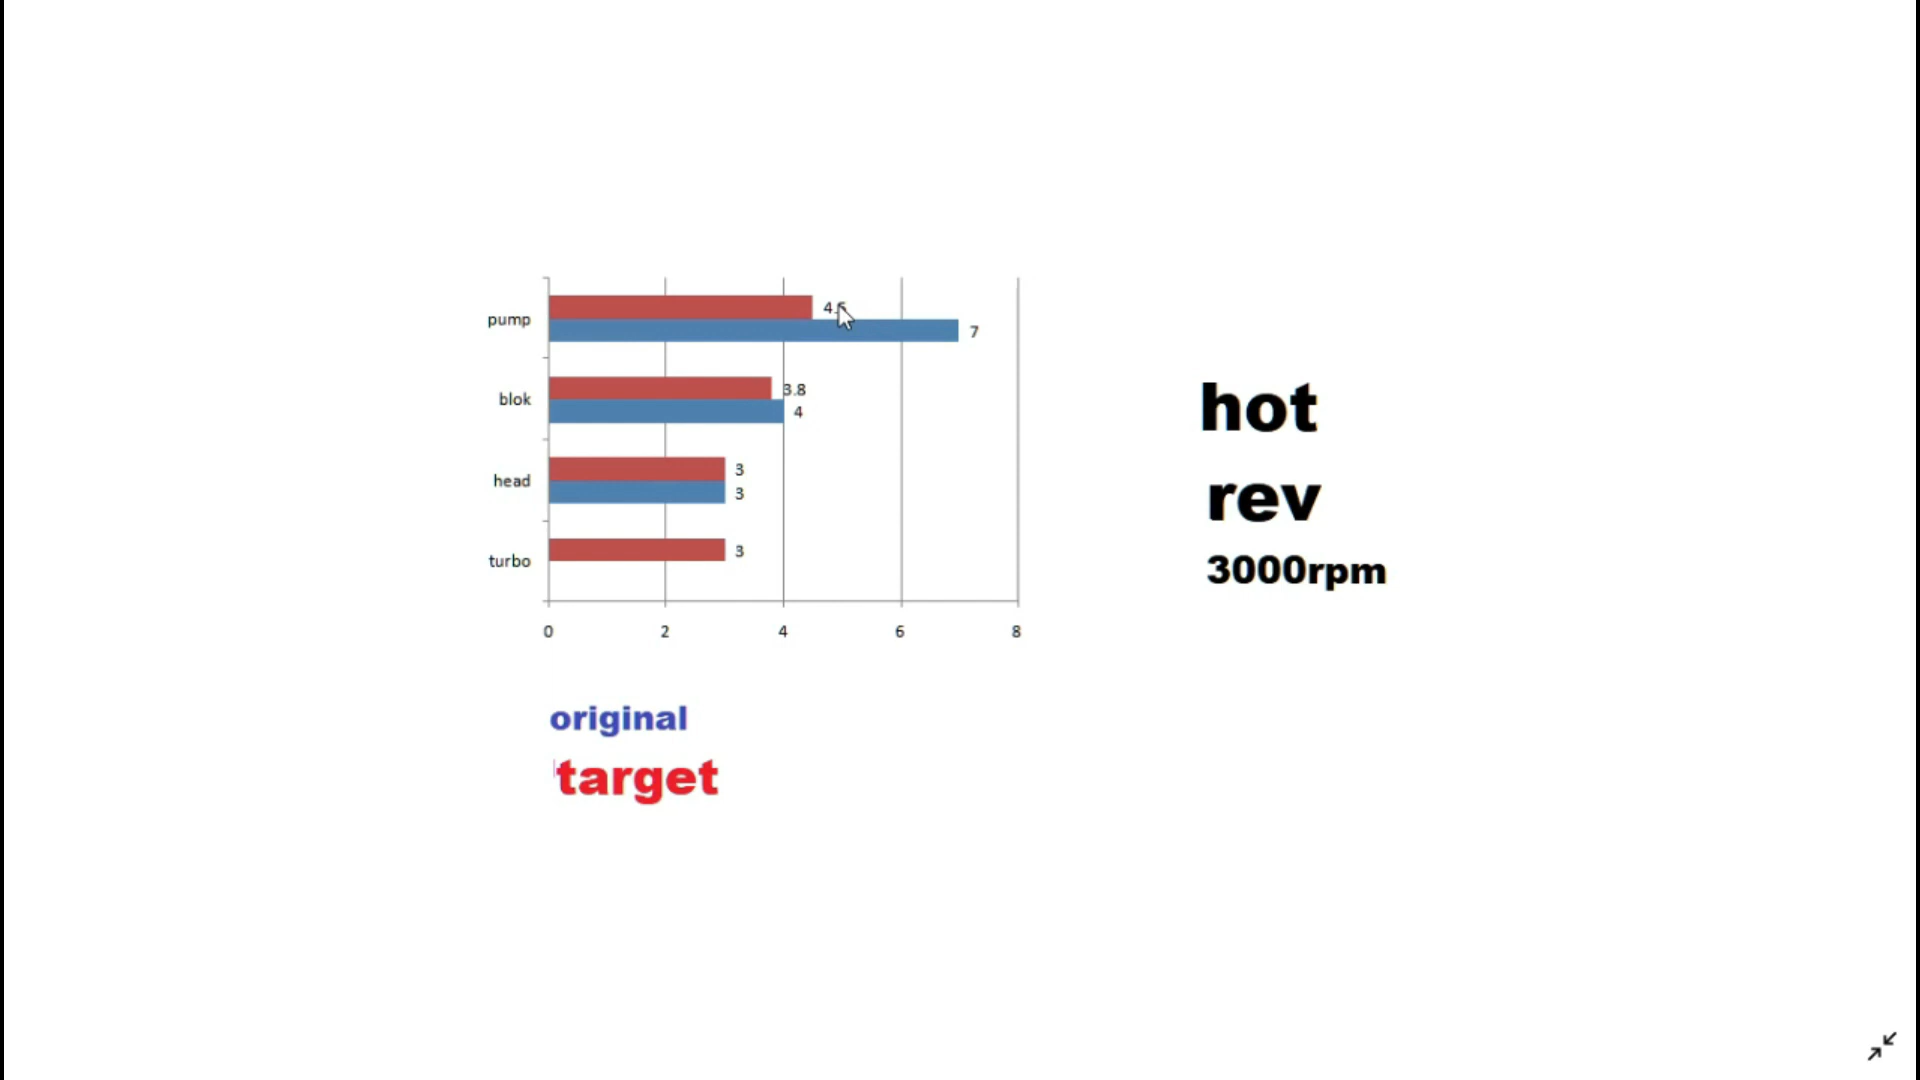 pump
4.5
7
blok
3.8
4
head
3
3
turbo
3
0 2 4 6 8
original
target
hot
rev
3000rpm